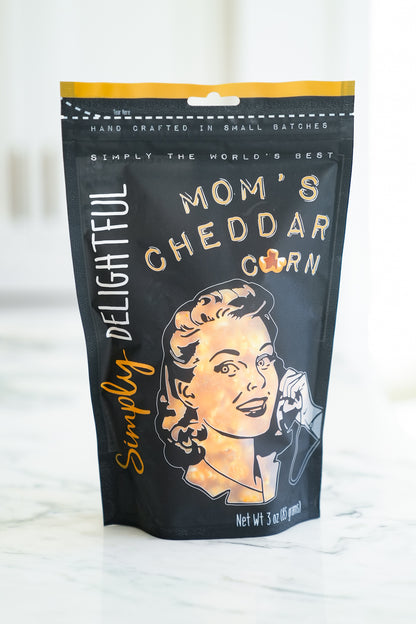 Tear Here
HAND CRAFTED IN SMALL BATCHES
SIMPLY THE WORLD'S BEST
MOM'S
CHEDDAR
CORN
Simply DELIGHTFUL
Net Wt 3 oz (85 grams)